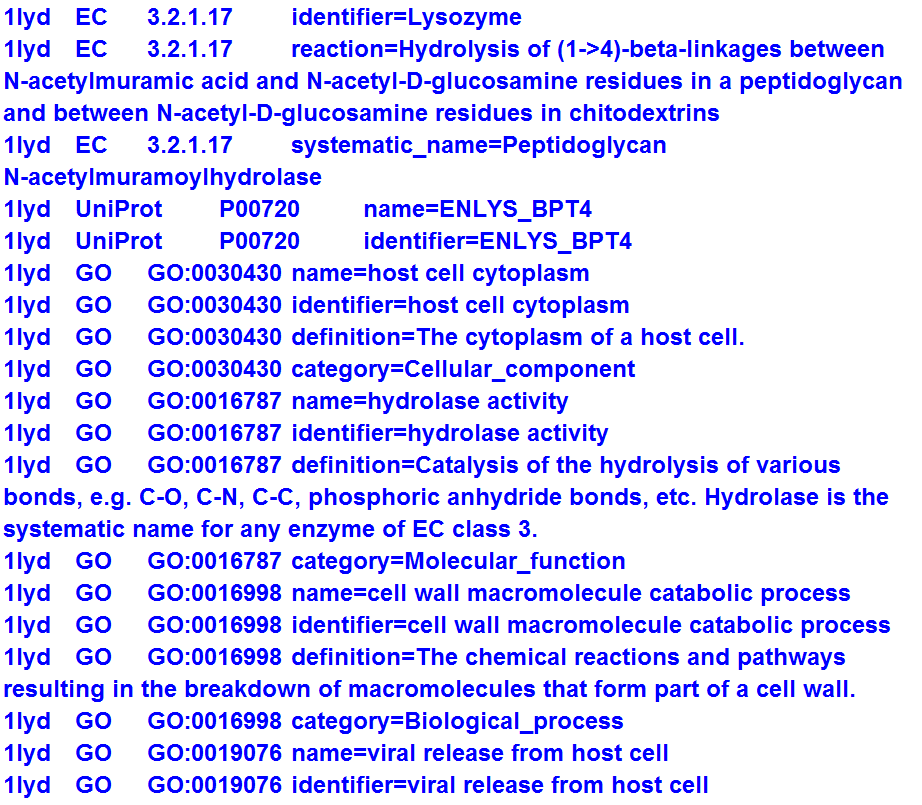 1lyd EC 3.2.1.17 identifier=Lysozyme
1lyd EC 3.2.1.17 reaction=Hydrolysis of (1->4)-beta-linkages between
N-acetylmuramic acid and N-acetyl-D-glucosamine residues in a peptidoglycan
and between N-acetyl-D-glucosamine residues in chitodextrins
1lyd EC 3.2.1.17 systematic_name=Peptidoglycan
N-acetylmuramoylhydrolase
1lyd UniProt P00720 name=ENLYS_BPT4
1lyd UniProt P00720 identifier=ENLYS_BPT4
1lyd GO GO:0030430 name=host cell cytoplasm
1lyd GO GO:0030430 identifier=host cell cytoplasm
1lyd GO GO:0030430 definition=The cytoplasm of a host cell.
1lyd GO GO:0030430 category=Cellular_component
1lyd GO GO:0016787 name=hydrolase activity
1lyd GO GO:0016787 identifier=hydrolase activity
1lyd GO GO:0016787 definition=Catalysis of the hydrolysis of various
bonds, e.g. C-O, C-N, C-C, phosphoric anhydride bonds, etc. Hydrolase is the
systematic name for any enzyme of EC class 3.
1lyd GO GO:0016787 category=Molecular_function
1lyd GO GO:0016998 name=cell wall macromolecule catabolic process
1lyd GO GO:0016998 identifier=cell wall macromolecule catabolic process
1lyd GO GO:0016998 definition=The chemical reactions and pathways
resulting in the breakdown of macromolecules that form part of a cell wall.
1lyd GO GO:0016998 category=Biological_process
1lyd GO GO:0019076 name=viral release from host cell
1lyd GO GO:0019076 identifier=viral release from host cell